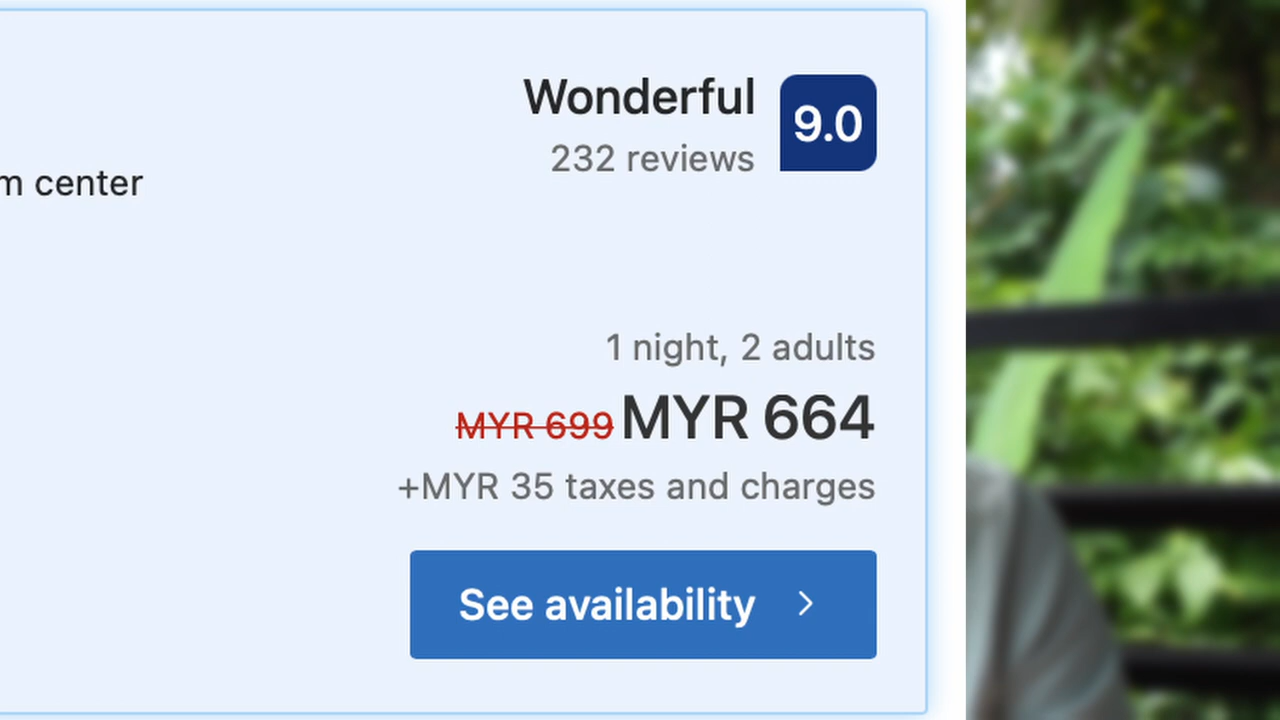 Wonderful
9.0
232 reviews
m center
1 night, 2 adults
MYR 699 MYR 664
+MYR 35 taxes and charges
See availability